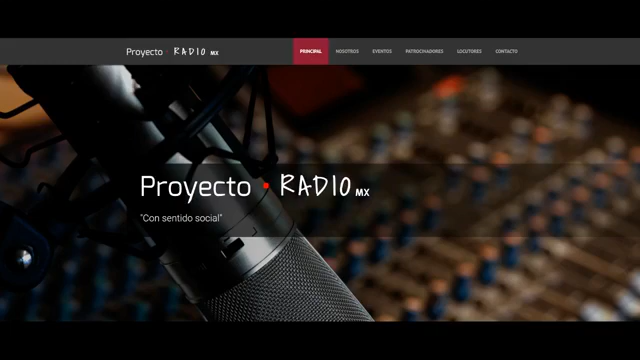 Proyecto RADIO MX
PRINCIPAL NOSOTROS EVENTOS PATROCINADORES LOCUTORES CONTACTO
Proyecto • RADIO MX
"Con sentido social"